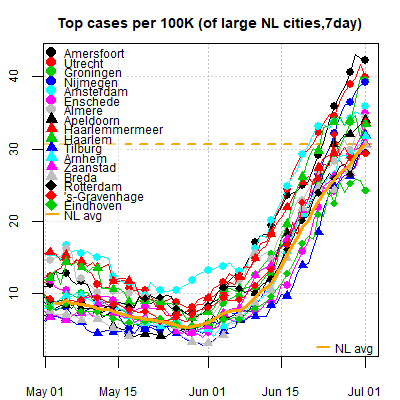 Top cases per 100K (of large NL cities,7day)
40
30
20
10
Amersfoort
Utrecht
Groningen
Nijmegen
Amsterdam
Enschede
Almere
Apeldoorn
Haarlemmermeer
Haarlem
Tilburg
Arnhem
Zaanstad
Breda
Rotterdam
's-Gravenhage
Eindhoven
NL avg
NL avg
May 01 May 15 Jun 01 Jun 15 Jul 01